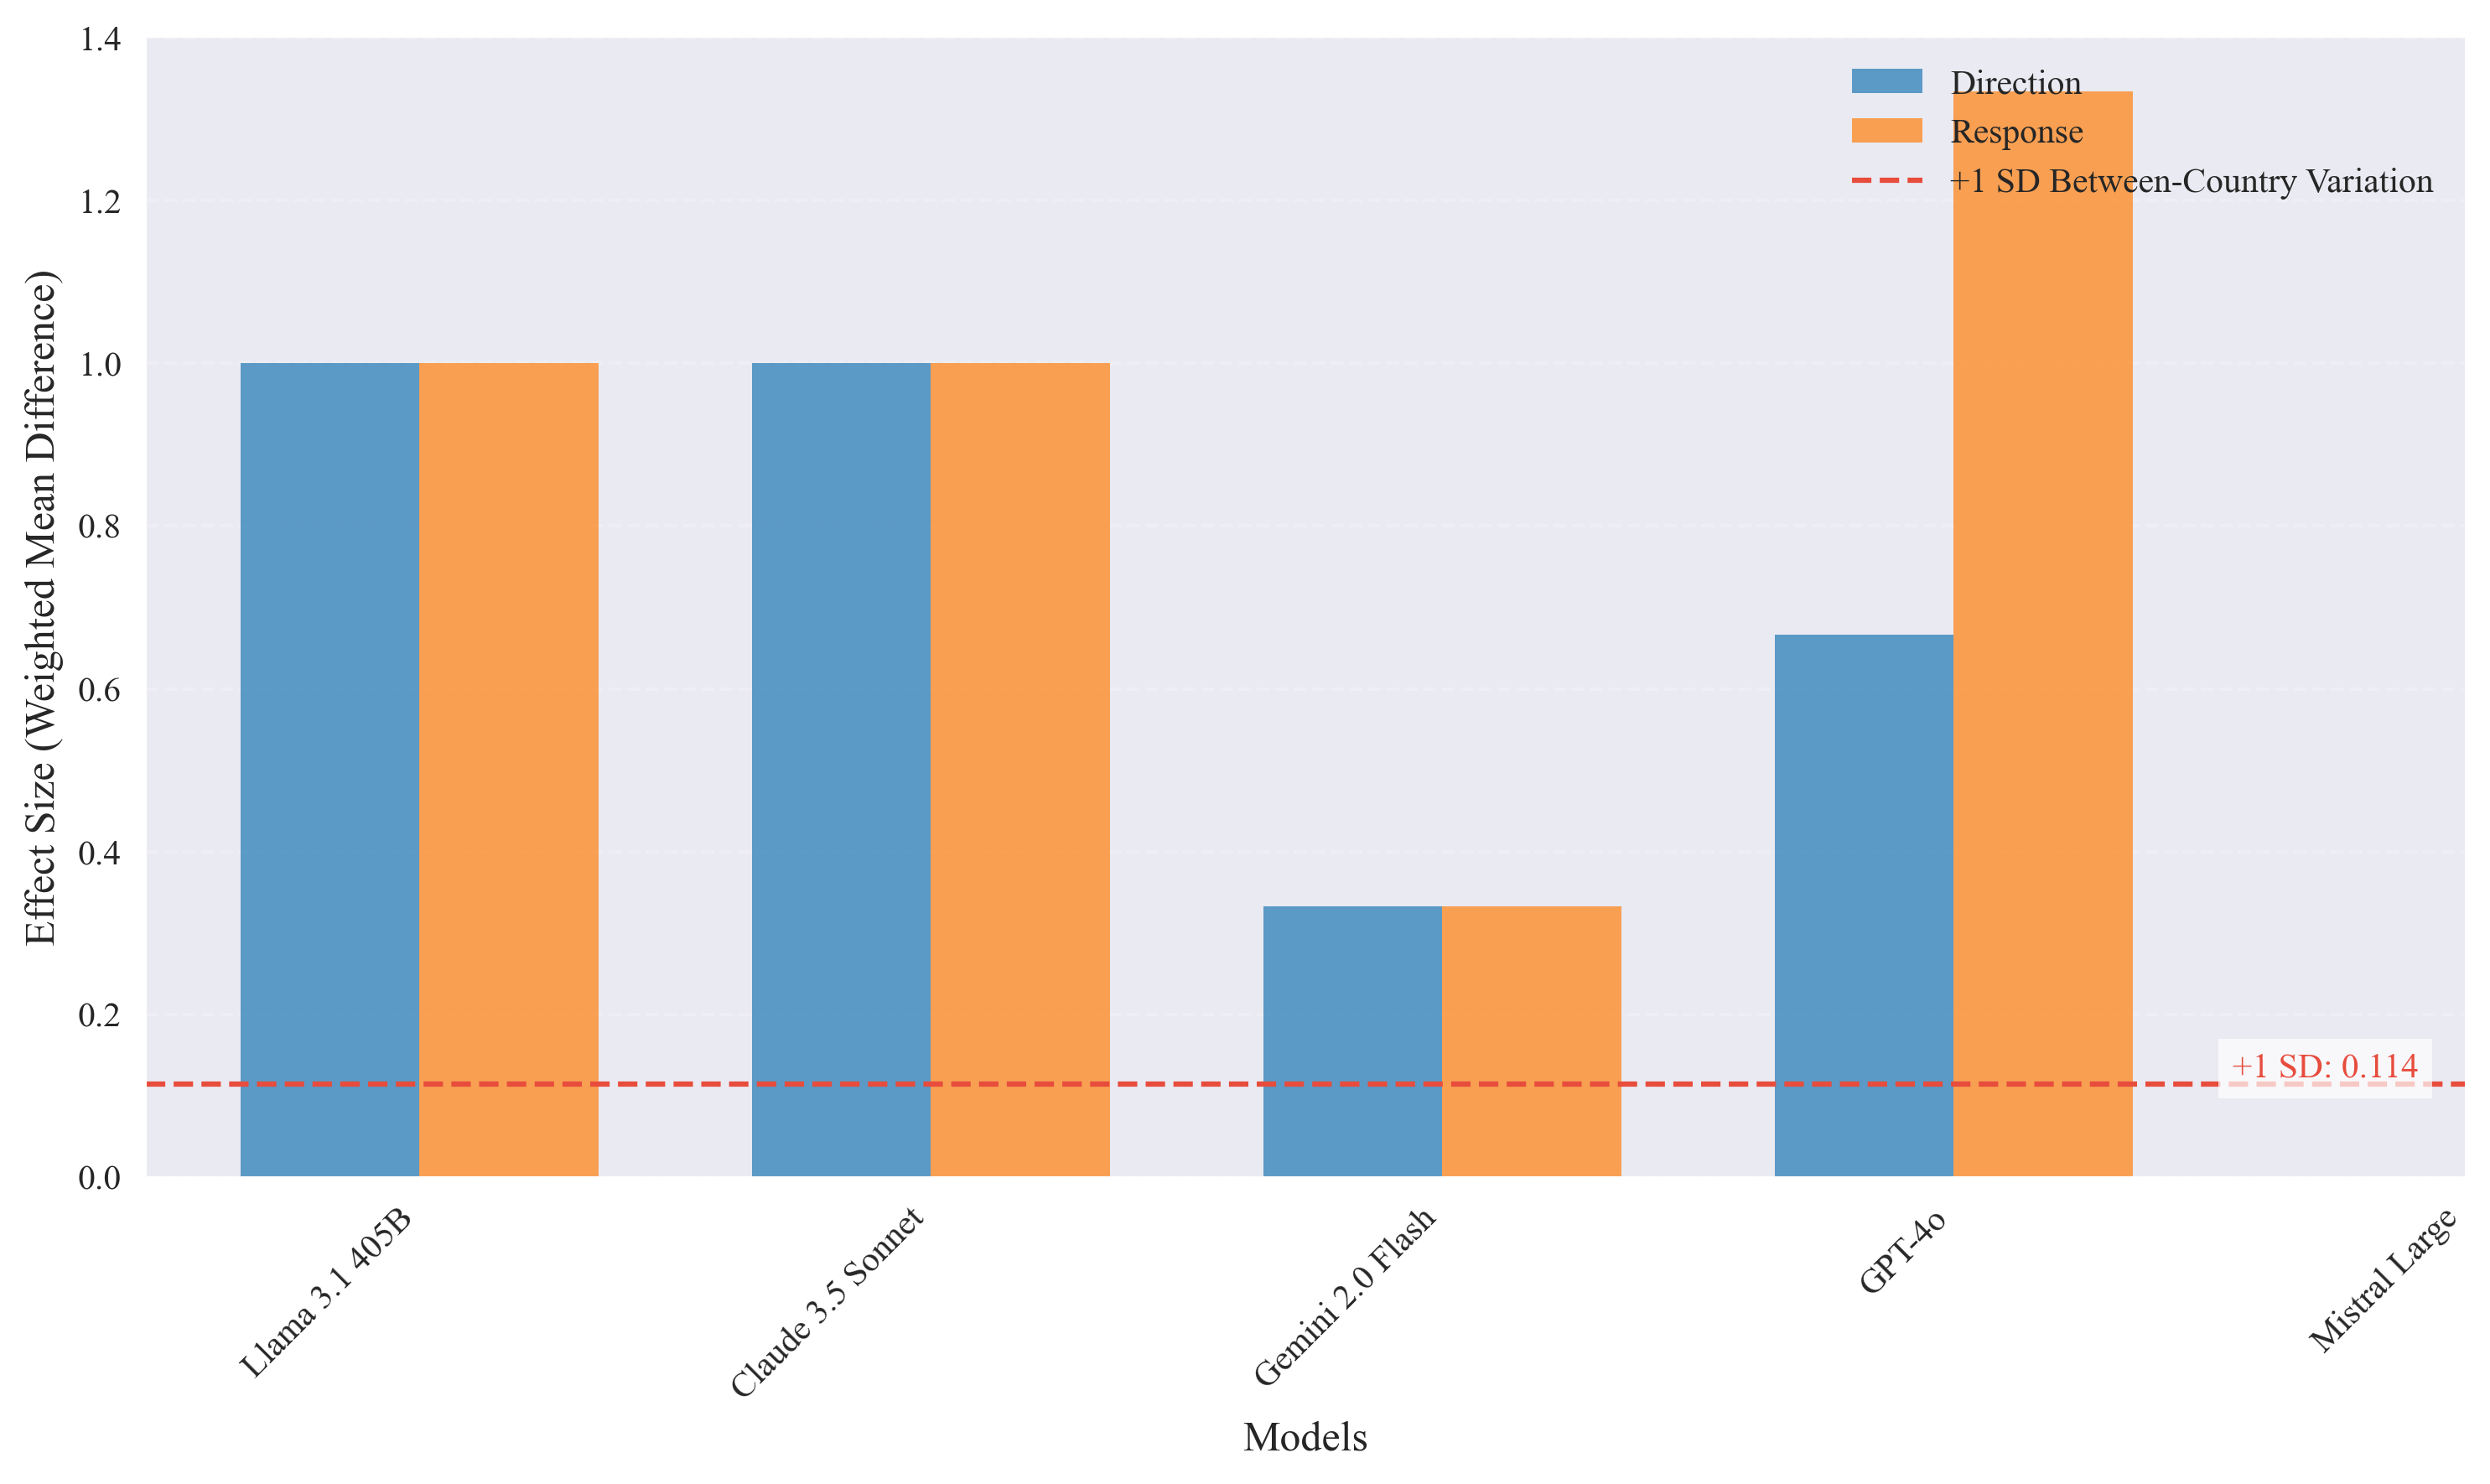 1.4
1.2
1.0
0.8
0.6
0.4
0.2
0.0
Effect Size (Weighted Mean Difference)
Direction
Response
+1 SD Between-Country Variation
+1 SD: 0.114
Llama 3.1 405B
Claude 3.5 Sonnet
Gemini 2.0 Flash
GPT-4o
Mistral Large
Models